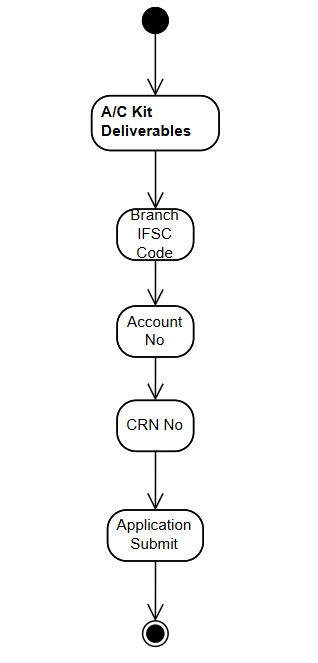 A/C Kit
Deliverables
Branch
IFSC
Code
Account
No
CRN No
Application
Submit